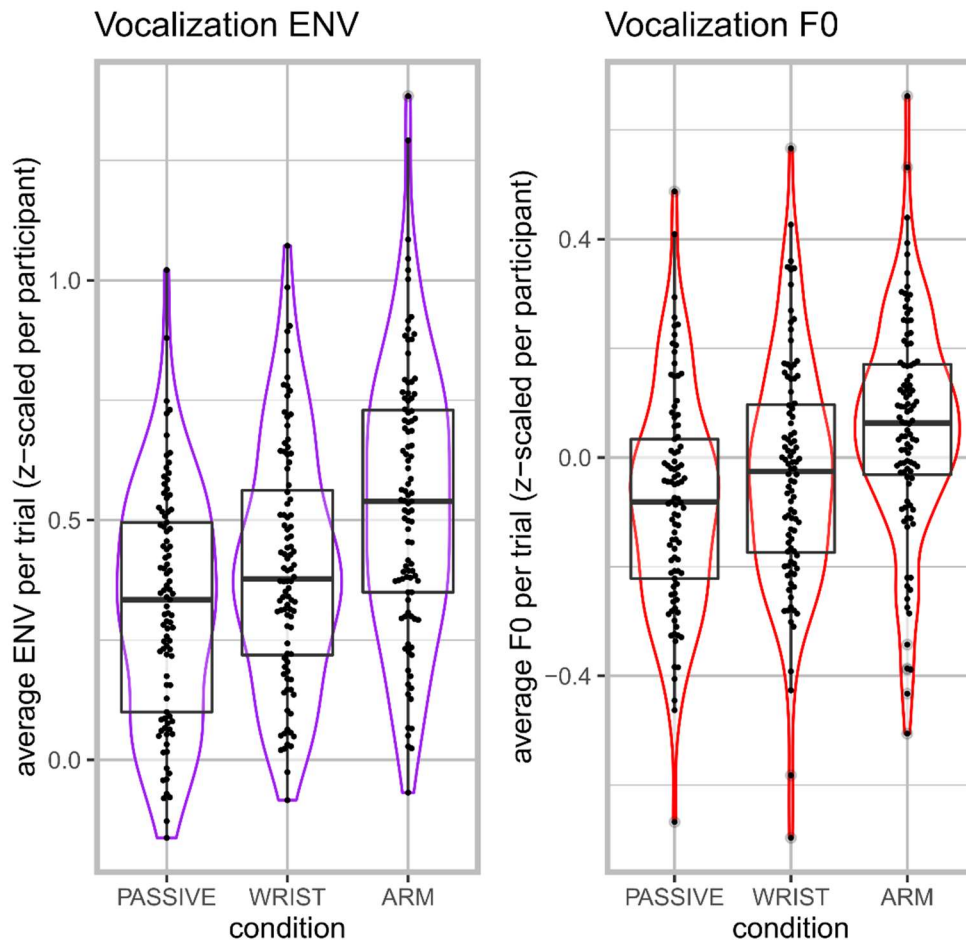 Vocalization ENV
average ENV per trial (z-scaled per participant)
1.0
0.5
0.0
PASSIVE WRIST ARM
condition
Vocalization F0
average F0 per trial (z-scaled per participant)
0.4
0.0
−0.4
PASSIVE WRIST ARM
condition